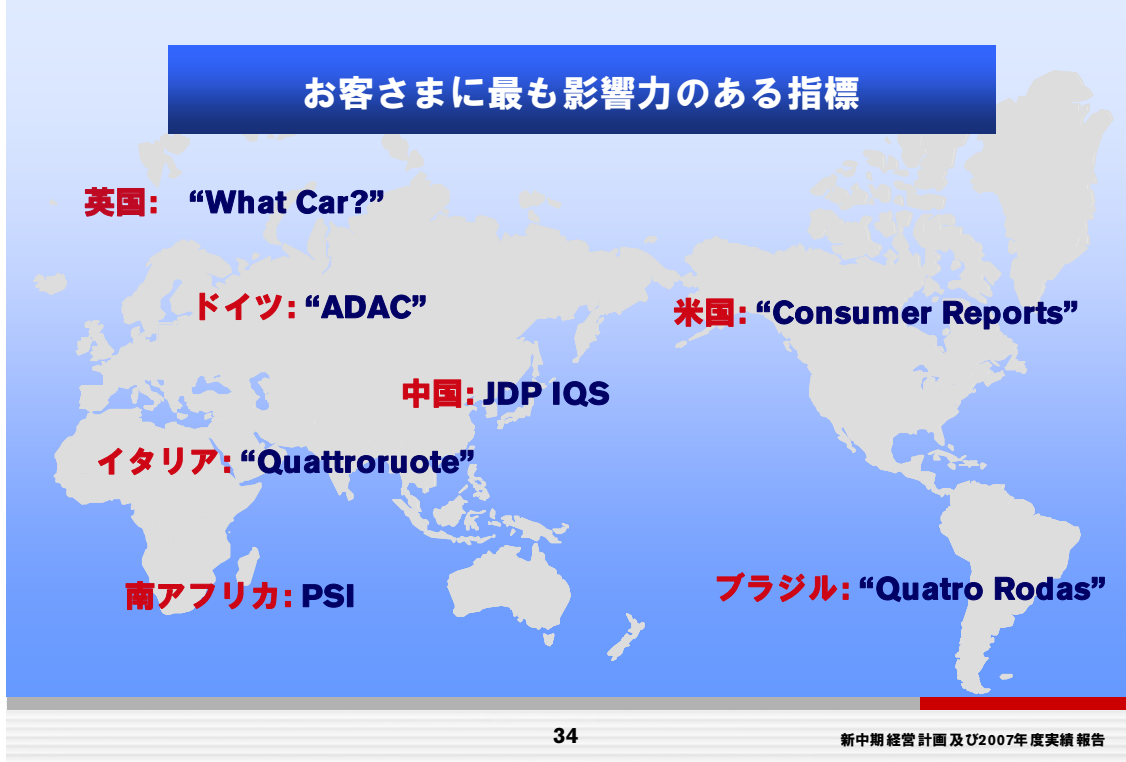 お客さまに最も影響力のある指標
英国: “What Car?”
ドイツ: “ADAC”
米国: “Consumer Reports”
中国: JDP IQS
イタリア: “Quattroruote”
南アフリカ: PSI
ブラジル: “Quatro Rodas”
34
新中期経営計画及び2007年度実績報告